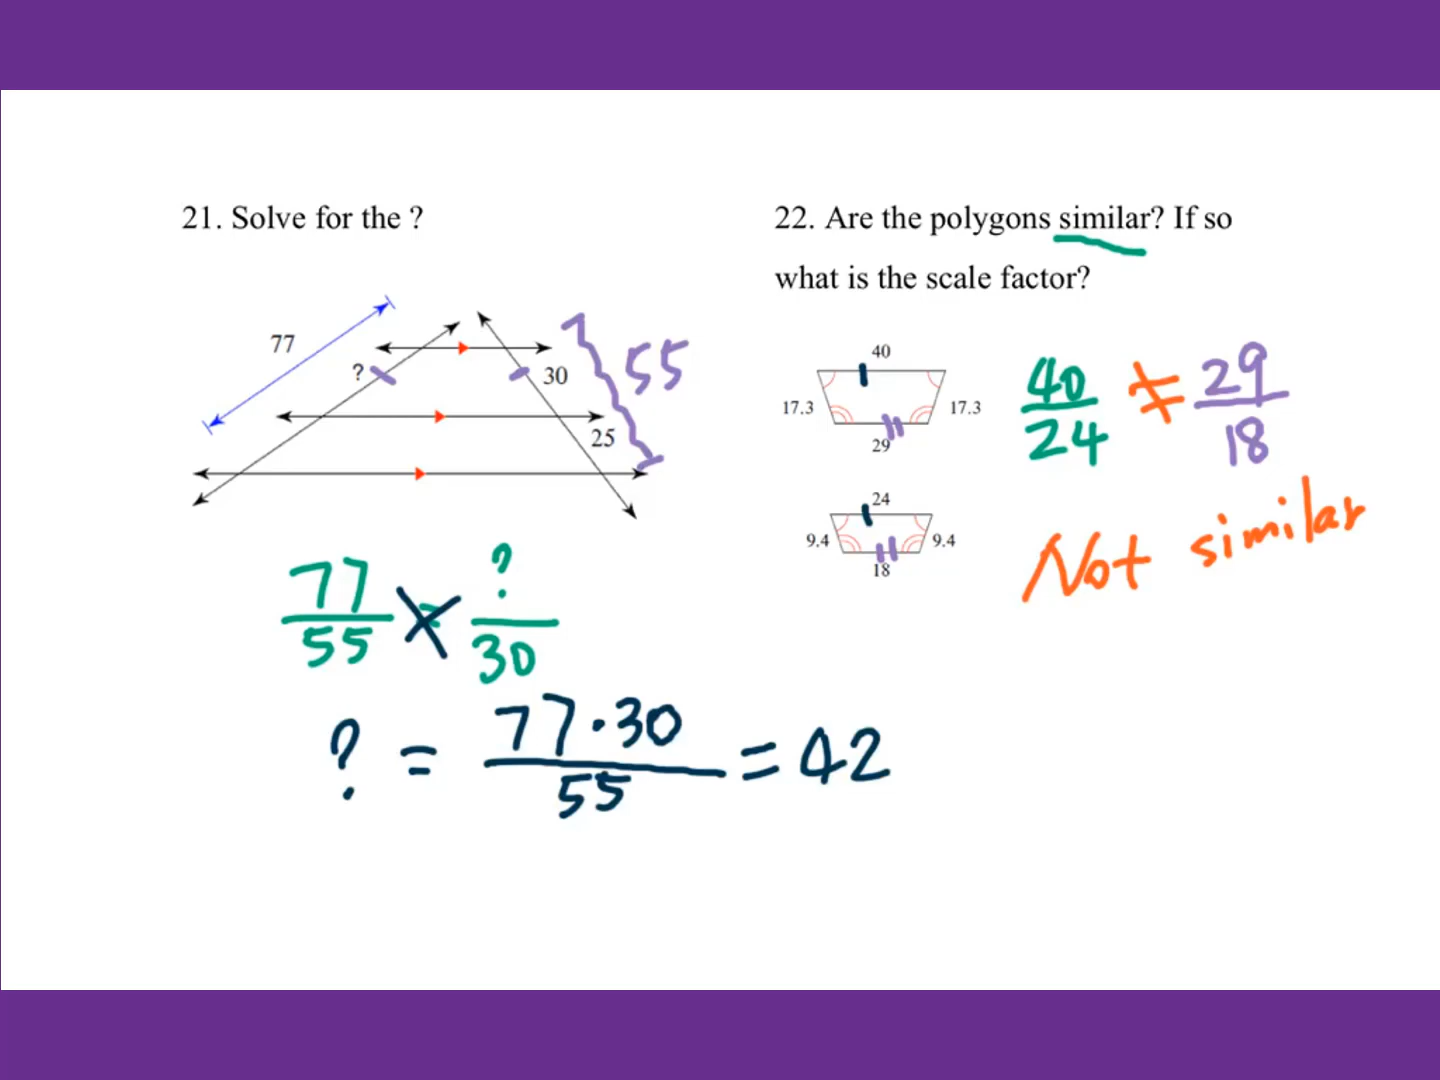 21. Solve for the ?
77
?
30
25
55
77/55 = ?/30
? = 77·30/55 = 42
22. Are the polygons similar? If so
what is the scale factor?
40
17.3
17.3
29
24
9.4
9.4
18
40/24 ≠ 29/18
Not similar